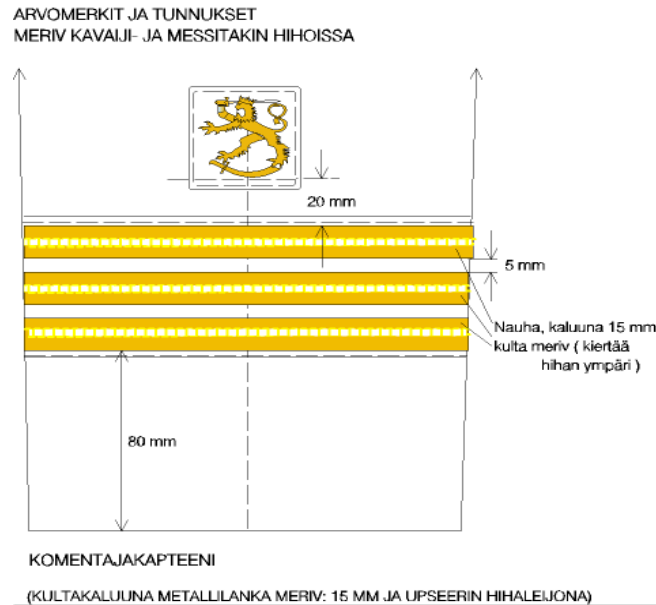 ARVOMERKIT JA TUNNUKSET
MERIV KAVAIJI- JA MESSITAKIN HIHOISSA
20 mm
5 mm
Nauha, kaluuna 15 mm
kulta meriv ( kiertää
hihan ympäri )
80 mm
KOMENTAJAKAPTEENI
(KULTAKALUUNA METALLILANKA MERIV: 15 MM JA UPSEERIN HIHALEIJONA)